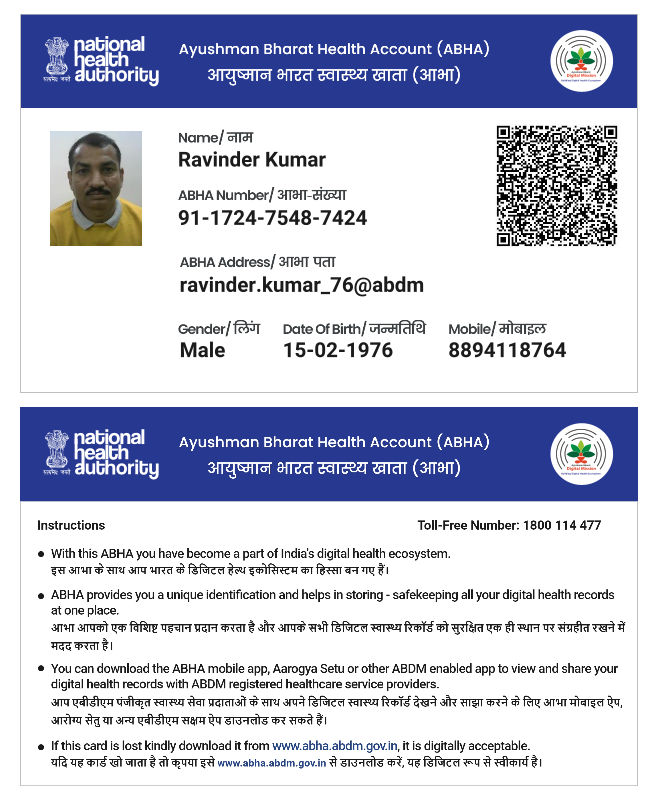 national
health
authority
सत्यमेव जयते
Ayushman Bharat Health Account (ABHA)
आयुष्मान भारत स्वास्थ्य खाता (आभा)
Ayushman Bharat
Digital Mission
Name/ नाम
Ravinder Kumar
ABHA Number/ आभा-संख्या
91-1724-7548-7424
ABHA Address/ आभा पता
ravinder.kumar_76@abdm
Gender/ लिंग Date Of Birth/ जन्मतिथि Mobile/ मोबाइल
Male 15-02-1976 8894118764
national
health
authority
सत्यमेव जयते
Ayushman Bharat Health Account (ABHA)
आयुष्मान भारत स्वास्थ्य खाता (आभा)
Ayushman Bharat
Digital Mission
Instructions Toll-Free Number: 1800 114 477
With this ABHA you have become a part of India's digital health ecosystem.
इस आभा के साथ आप भारत के डिजिटल हेल्थ इकोसिस्टम का हिस्सा बन गए हैं।
ABHA provides you a unique identification and helps in storing - safekeeping all your digital health records
at one place.
आभा आपको एक विशिष्ट पहचान प्रदान करता है और आपके सभी डिजिटल स्वास्थ्य रिकॉर्ड को सुरक्षित एक ही स्थान पर संग्रहीत रखने में
मदद करता है।
You can download the ABHA mobile app, Aarogya Setu or other ABDM enabled app to view and share your
digital health records with ABDM registered healthcare service providers.
आप एबीडीएम पंजीकृत स्वास्थ्य सेवा प्रदाताओं के साथ अपने डिजिटल स्वास्थ्य रिकॉर्ड देखने और साझा करने के लिए आभा मोबाइल ऐप,
आरोग्य सेतु या अन्य एबीडीएम सक्षम ऐप डाउनलोड कर सकते हैं।
If this card is lost kindly download it from www.abha.abdm.gov.in, it is digitally acceptable.
यदि यह कार्ड खो जाता है तो कृपया इसे www.abha.abdm.gov.in से डाउनलोड करें, यह डिजिटल रूप से स्वीकार्य है।